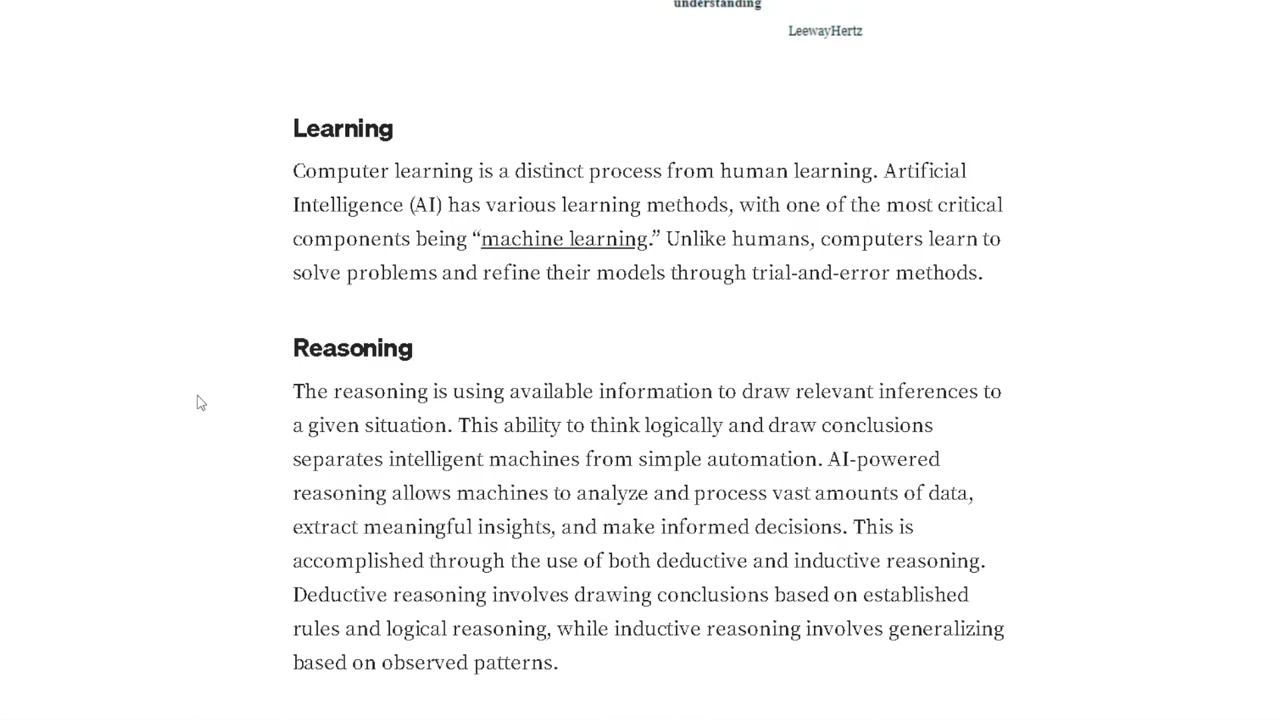 understanding
LeewayHertz
Learning
Computer learning is a distinct process from human learning. Artificial
Intelligence (AI) has various learning methods, with one of the most critical
components being “machine learning.” Unlike humans, computers learn to
solve problems and refine their models through trial-and-error methods.
Reasoning
The reasoning is using available information to draw relevant inferences to
a given situation. This ability to think logically and draw conclusions
separates intelligent machines from simple automation. AI-powered
reasoning allows machines to analyze and process vast amounts of data,
extract meaningful insights, and make informed decisions. This is
accomplished through the use of both deductive and inductive reasoning.
Deductive reasoning involves drawing conclusions based on established
rules and logical reasoning, while inductive reasoning involves generalizing
based on observed patterns.